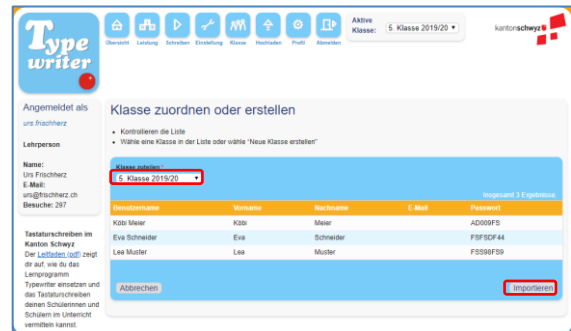 Type
writer
Übersicht Leistung Schreiben Einstellung Klasse Hochladen Profil Abmelden
Aktive
Klasse: 5. Klasse 2019/20
kantonschwyz
Angemeldet als
urs.frischherz
Lehrperson
Name:
Urs Frischherz
E-Mail:
urs@frischherz.ch
Besuche: 297
Tastaturschreiben im
Kanton Schwyz
Der Leitfaden (pdf) zeigt
dir auf, wie du das
Lernprogramm
Typewriter einsetzen und
das Tastaturschreiben
deinen Schülerinnen und
Schülern im Unterricht
vermitteln kannst.
Klasse zuordnen oder erstellen
• Kontrollieren die Liste
• Wähle eine Klasse in der Liste oder wähle "Neue Klasse erstellen"
Klasse zuteilen :
5. Klasse 2019/20
Insgesamt 3 Ergebnisse
Benutzername Vorname Nachname E-Mail Passwort
Köbi Meier Köbi Meier AD009FS
Eva Schneider Eva Schneider FSFSDF44
Lea Muster Lea Muster FSS98FS9
Abbrechen Importieren